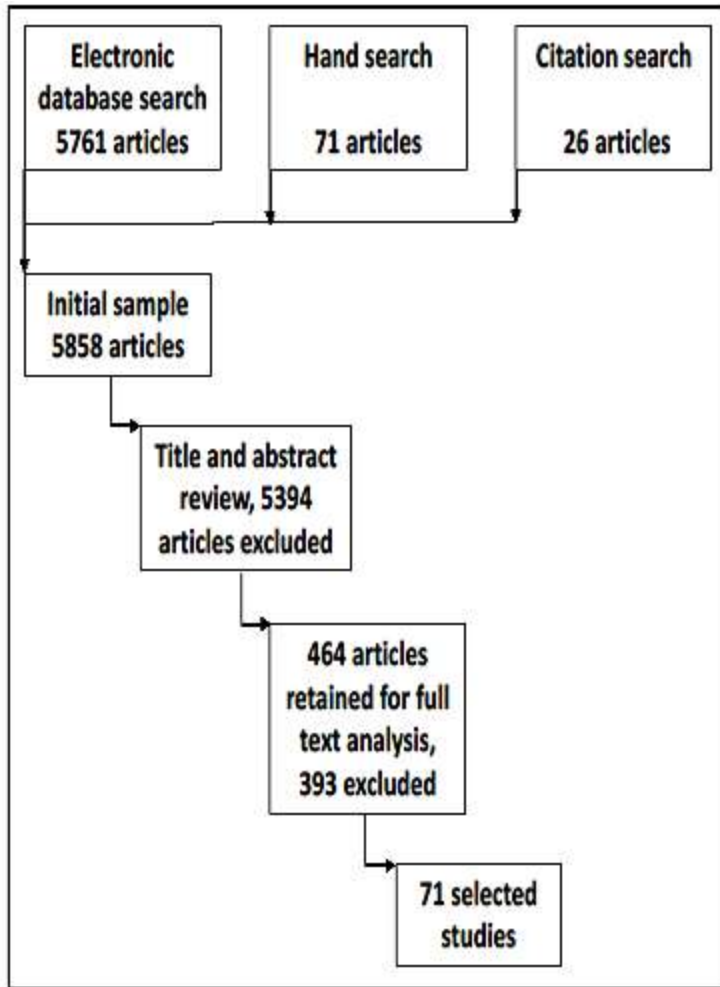 Electronic
database search
5761 articles
Hand search
71 articles
Citation search
26 articles
Initial sample
5858 articles
Title and abstract
review, 5394
articles excluded
464 articles
retained for full
text analysis,
393 excluded
71 selected
studies